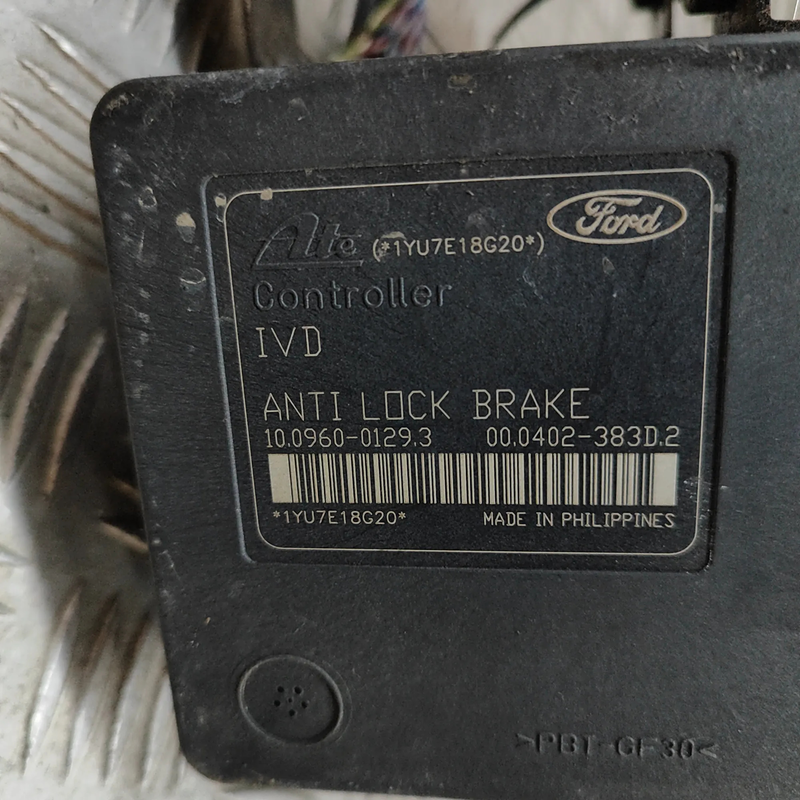 Ate (*1YU7E18G20*) Ford
Controller
IVD
ANTI LOCK BRAKE
10.0960-0129.3 00.0402-383D.2
*1YU7E18G20* MADE IN PHILIPPINES
>PBT-GF30<